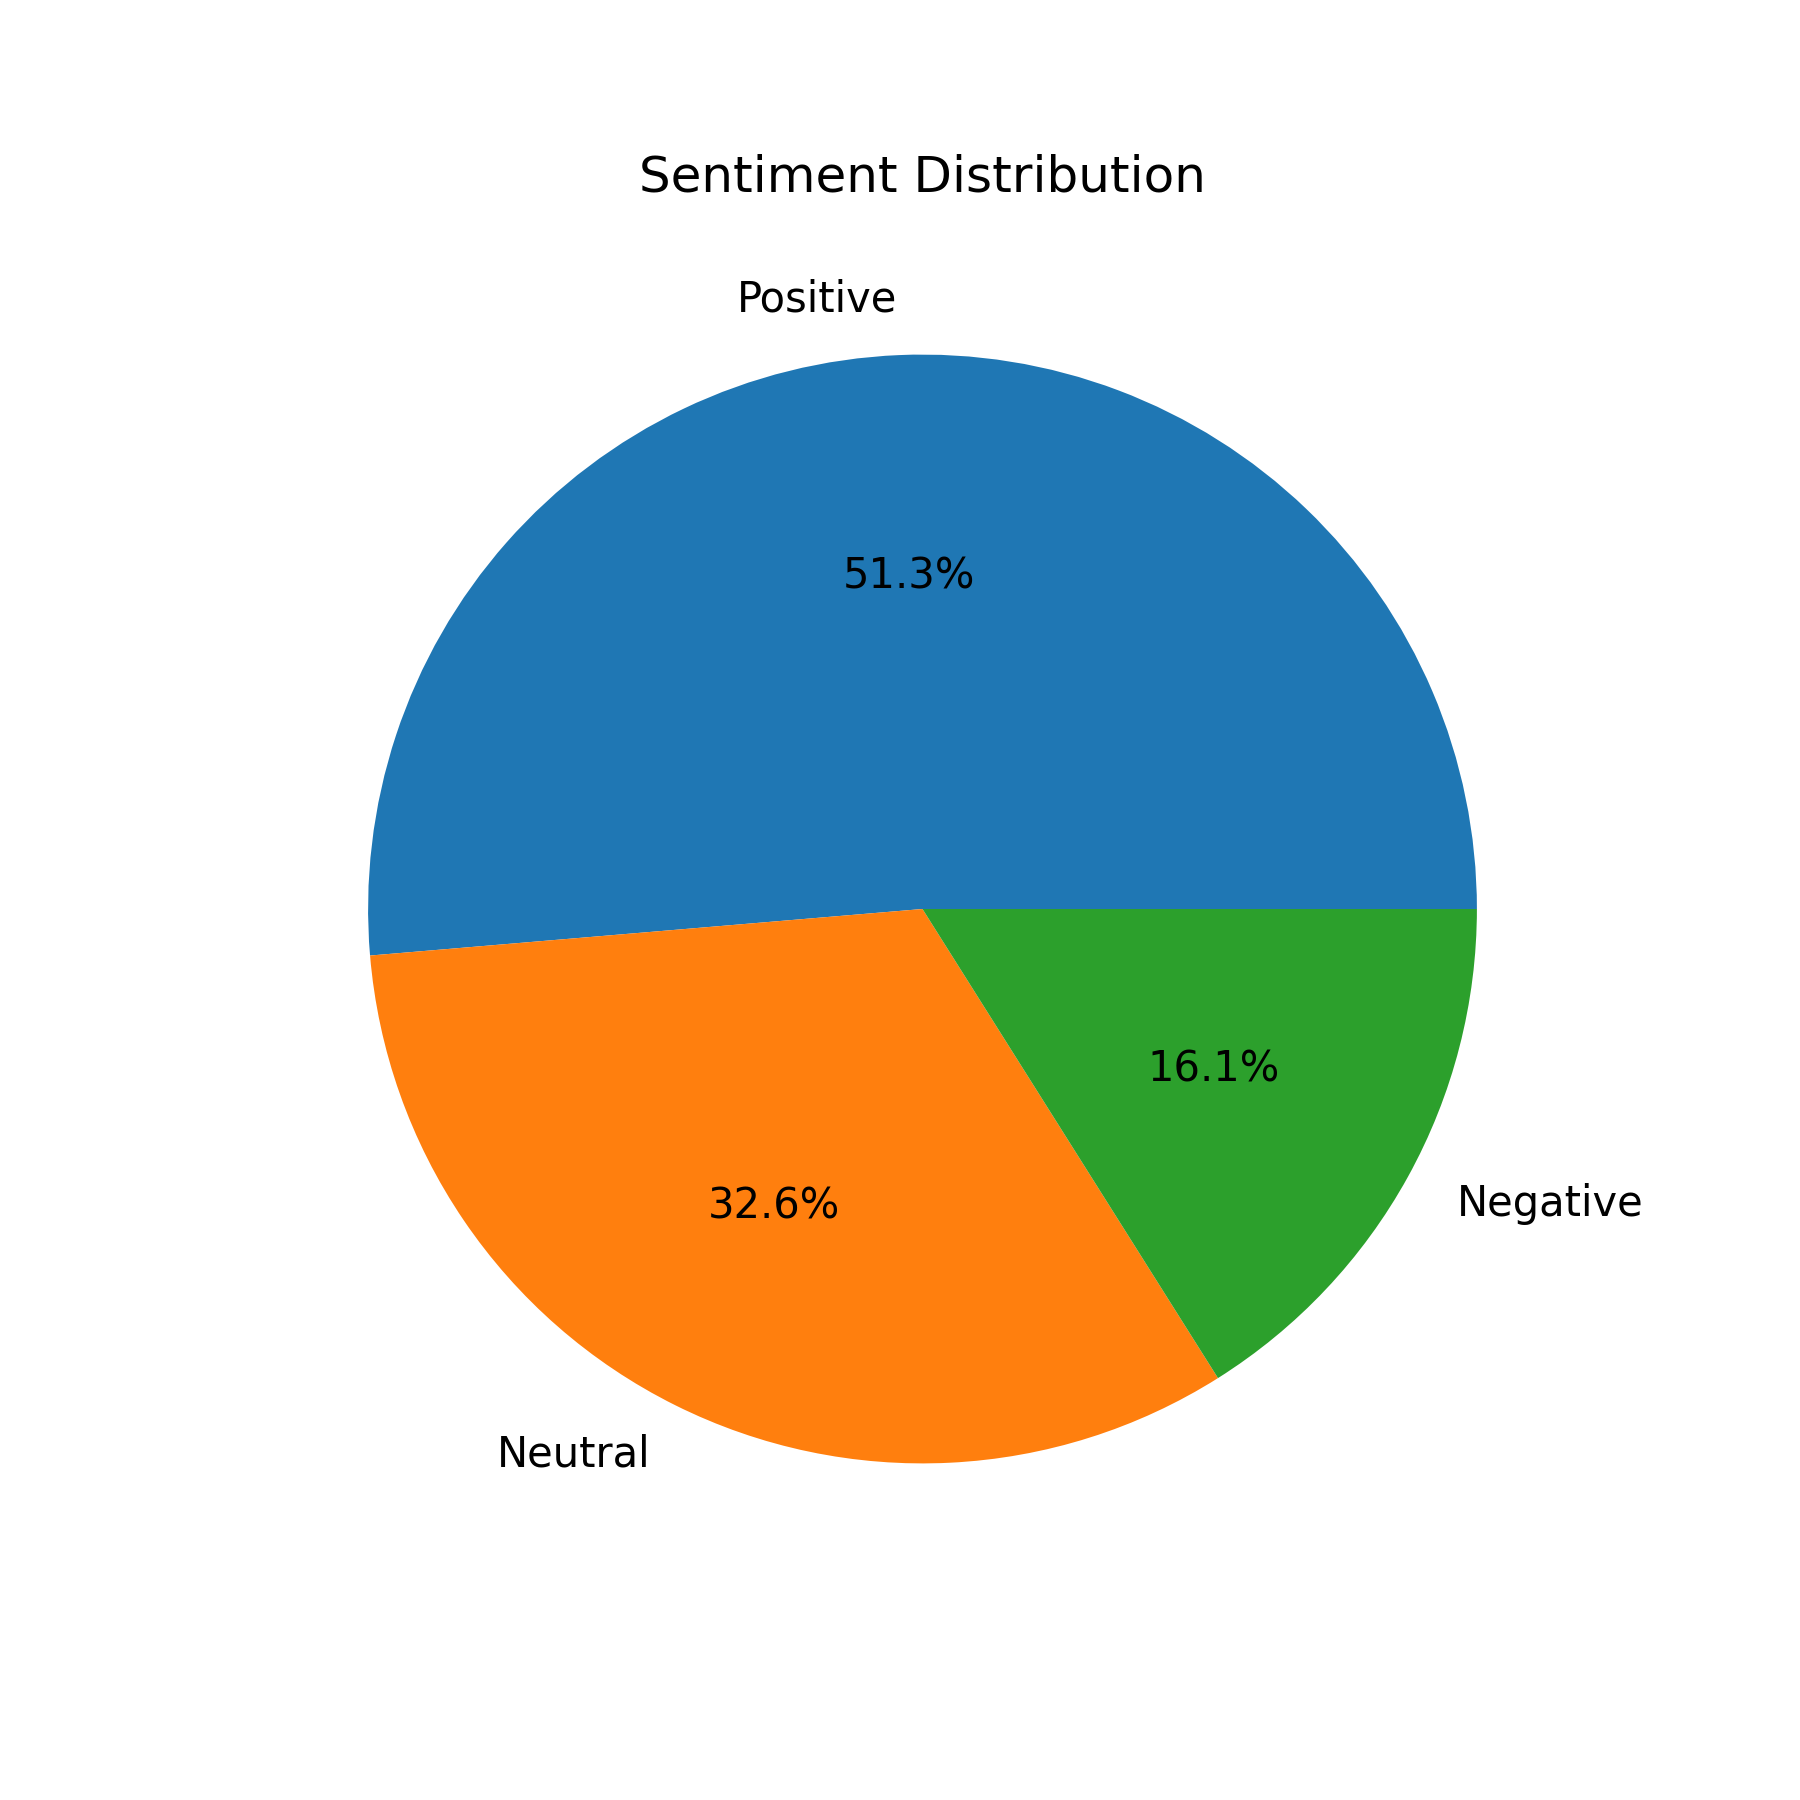 Sentiment Distribution
Positive
51.3%
16.1%
32.6%
Negative
Neutral